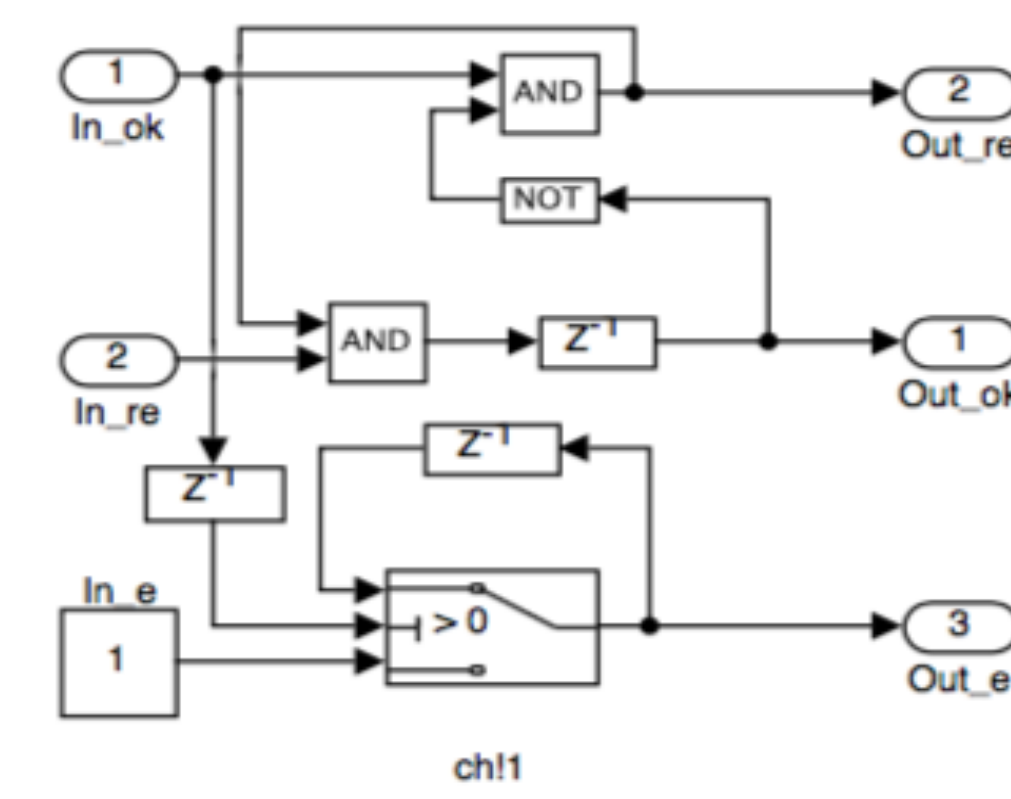 1
In_ok
AND
2
Out_re
NOT
2
In_re
AND
Z-1
1
Out_ok
Z-1
Z-1
In_e
1
> 0
3
Out_e
ch!1